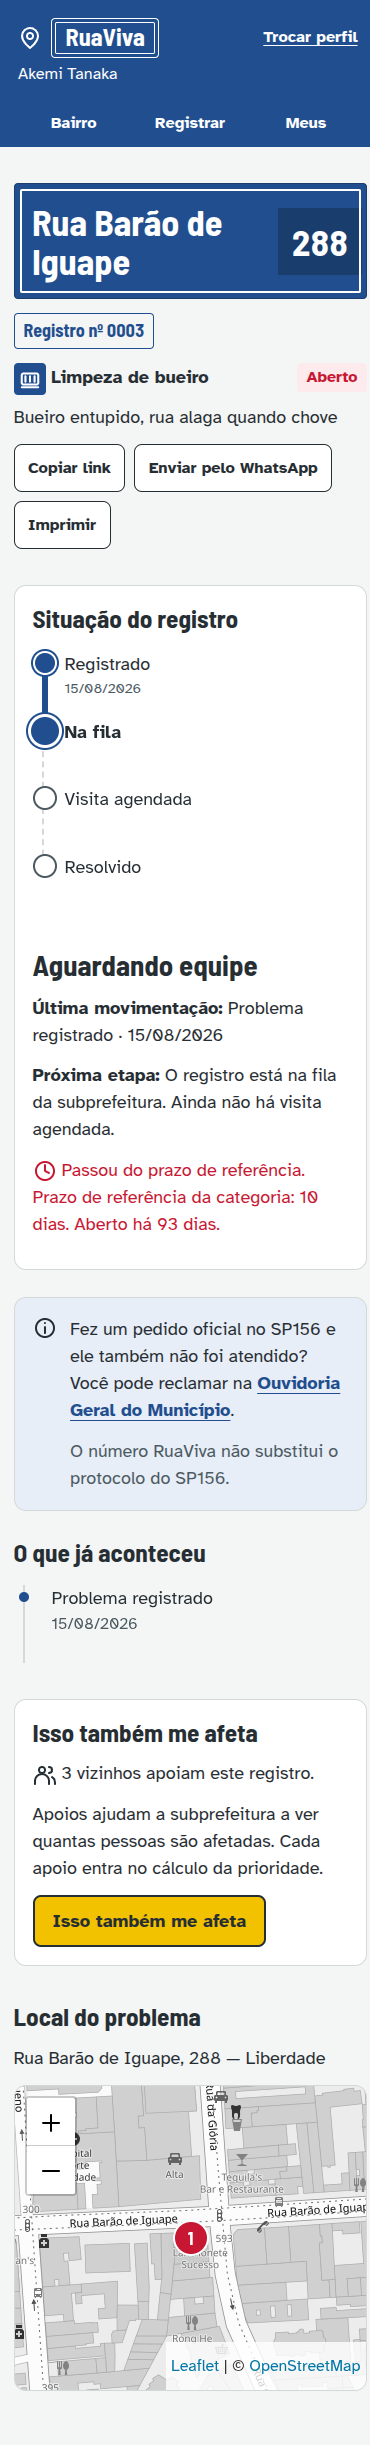 RuaViva
Trocar perfil
Akemi Tanaka
Bairro Registrar Meus
Rua Barão de
Iguape
288
Registro nº 0003
Limpeza de bueiro Aberto
Bueiro entupido, rua alaga quando chove
Copiar link Enviar pelo WhatsApp
Imprimir
Situação do registro
Registrado
15/08/2026
Na fila
Visita agendada
Resolvido
Aguardando equipe
Última movimentação: Problema
registrado · 15/08/2026
Próxima etapa: O registro está na fila
da subprefeitura. Ainda não há visita
agendada.
Passou do prazo de referência.
Prazo de referência da categoria: 10
dias. Aberto há 93 dias.
Fez um pedido oficial no SP156 e
ele também não foi atendido?
Você pode reclamar na Ouvidoria
Geral do Município.
O número RuaViva não substitui o
protocolo do SP156.
O que já aconteceu
Problema registrado
15/08/2026
Isso também me afeta
3 vizinhos apoiam este registro.
Apoios ajudam a subprefeitura a ver
quantas pessoas são afetadas. Cada
apoio entra no cálculo da prioridade.
Isso também me afeta
Local do problema
Rua Barão de Iguape, 288 — Liberdade
+
−
da Glória
Alta
Tequila's
Bar e Restaurante
300
Rua Barão de Iguape
Rua Barão de Iguap
1
593
Sucesso
Rong He
395
Leaflet | © OpenStreetMap